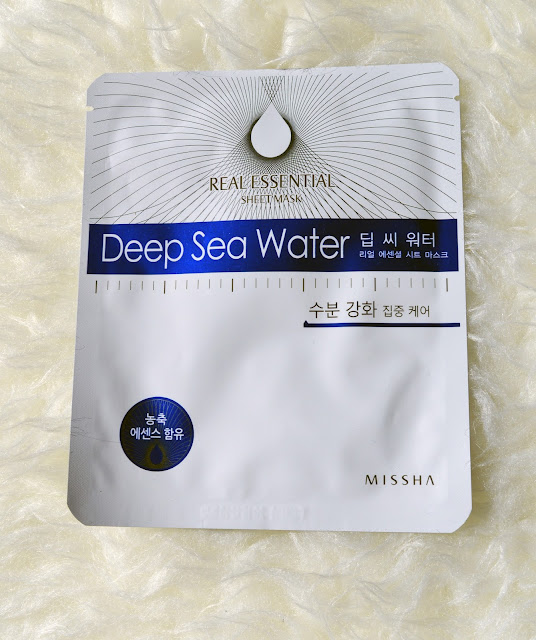 REAL ESSENTIAL
SHEET MASK
Deep Sea Water 딥 씨 워터
리얼 에센셜 시트 마스크
수분 강화 집중 케어
농축
에센스 함유
MISSHA